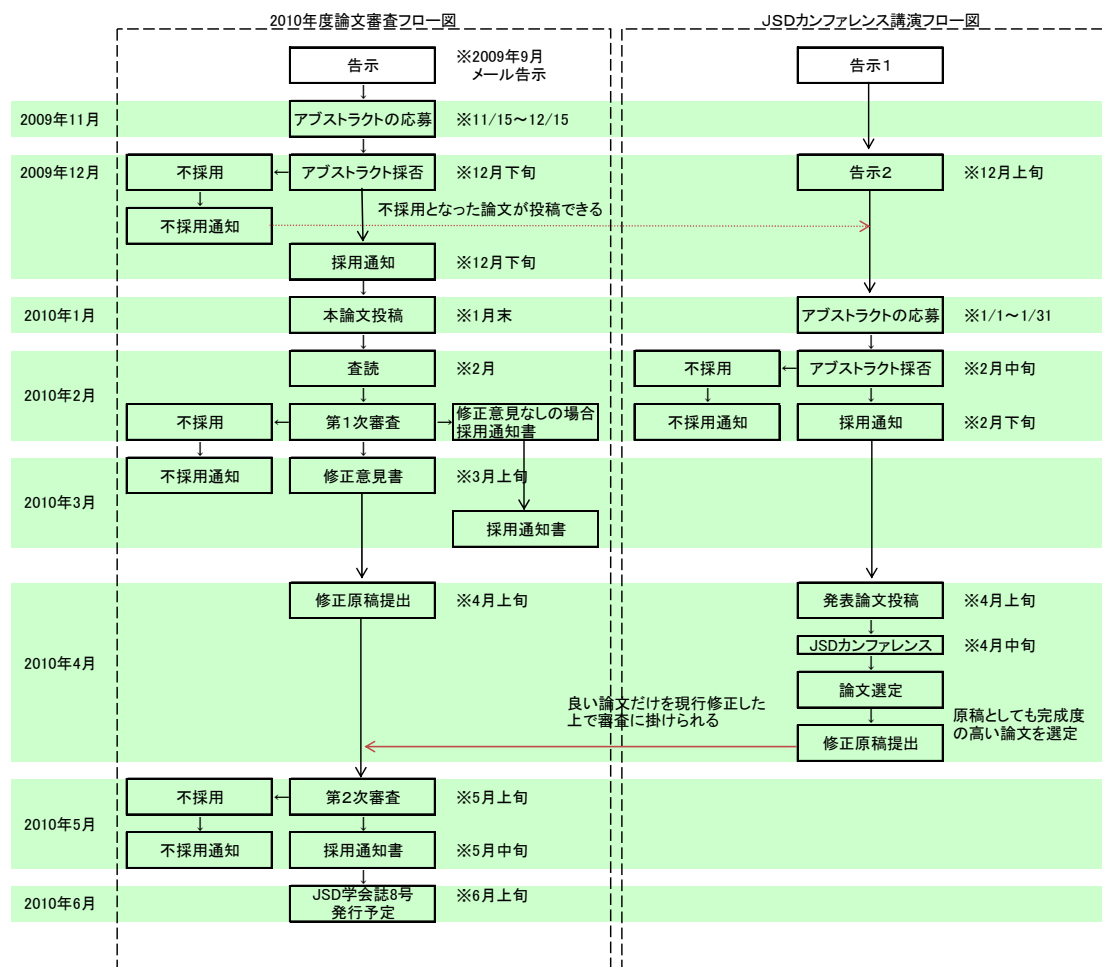 2010年度論文審査フロー図
JSDカンファレンス講演フロー図
告示
※2009年9月
メール告示
告示1
2009年11月
アブストラクトの応募
※11/15～12/15
2009年12月
不採用
←
アブストラクト採否
※12月下旬
告示2
※12月上旬
不採用通知
不採用となった論文が投稿できる
採用通知
※12月下旬
2010年1月
本論文投稿
※1月末
アブストラクトの応募
※1/1～1/31
2010年2月
査読
※2月
不採用
←
アブストラクト採否
※2月中旬
不採用
←
第1次審査
→
修正意見なしの場合
採用通知書
不採用通知
採用通知
※2月下旬
2010年3月
不採用通知
修正意見書
※3月上旬
採用通知書
2010年4月
修正原稿提出
※4月上旬
発表論文投稿
※4月上旬
JSDカンファレンス
※4月中旬
論文選定
良い論文だけを現行修正した
上で審査に掛けられる
原稿としても完成度
の高い論文を選定
修正原稿提出
2010年5月
不採用
←
第2次審査
※5月上旬
不採用通知
採用通知書
※5月中旬
2010年6月
JSD学会誌8号
発行予定
※6月上旬